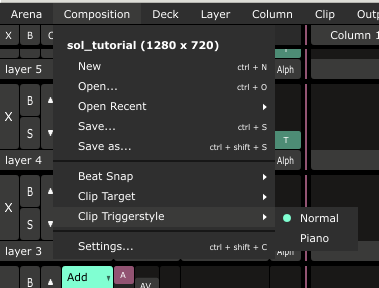 Arena Composition Deck Layer Column Clip Outp
X B C Column 1
sol_tutorial (1280 x 720)
New ctrl + N
Open... ctrl + O
Open Recent
Save... ctrl + S
Save as... ctrl + shift + S
Beat Snap
Clip Target
Clip Triggerstyle
Normal
Piano
Settings... ctrl + shift + C
layer 5 Alph
X B S T
layer 4 Alph
X B S
layer 3 Alph
B Add A AV